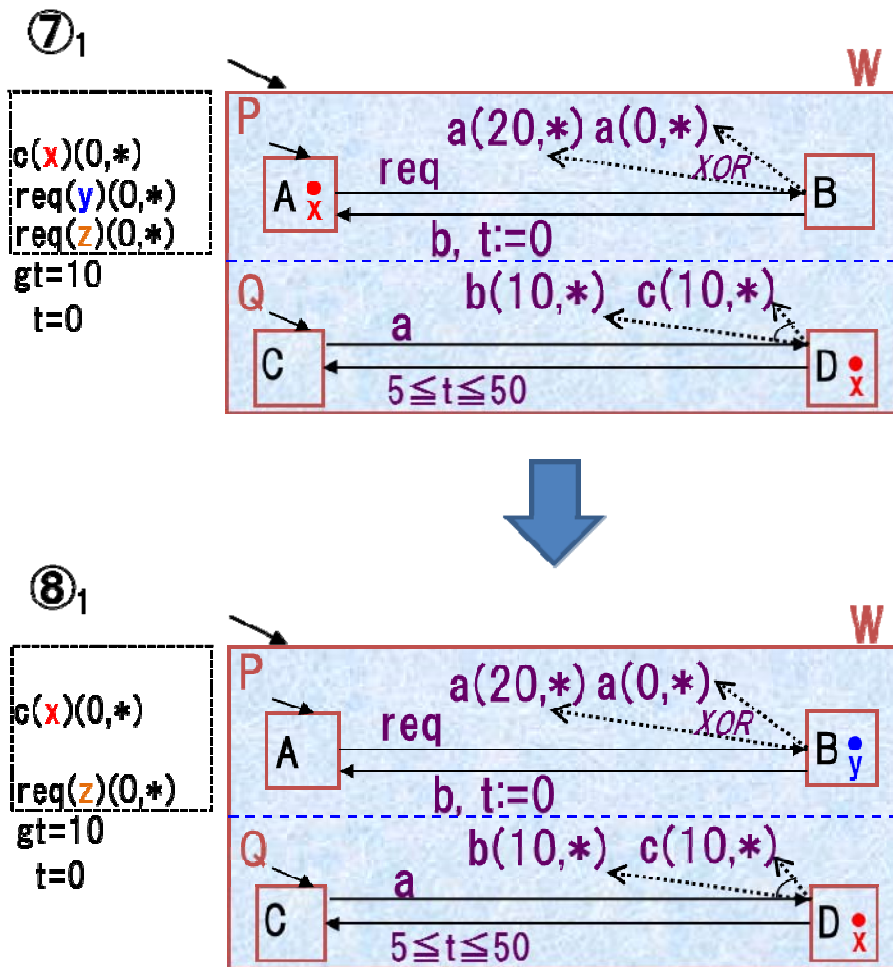 ⑦₁
W
c(x)(0,*)
req(y)(0,*)
req(z)(0,*)
gt=10
t=0
P
a(20,*) a(0,*)
req
XOR
A
x
B
b, t:=0
Q
b(10,*) c(10,*)
a
C
D
x
5≦t≦50
⑧₁
W
c(x)(0,*)
req(z)(0,*)
gt=10
t=0
P
a(20,*) a(0,*)
req
XOR
A
B
y
b, t:=0
Q
b(10,*) c(10,*)
a
C
D
x
5≦t≦50